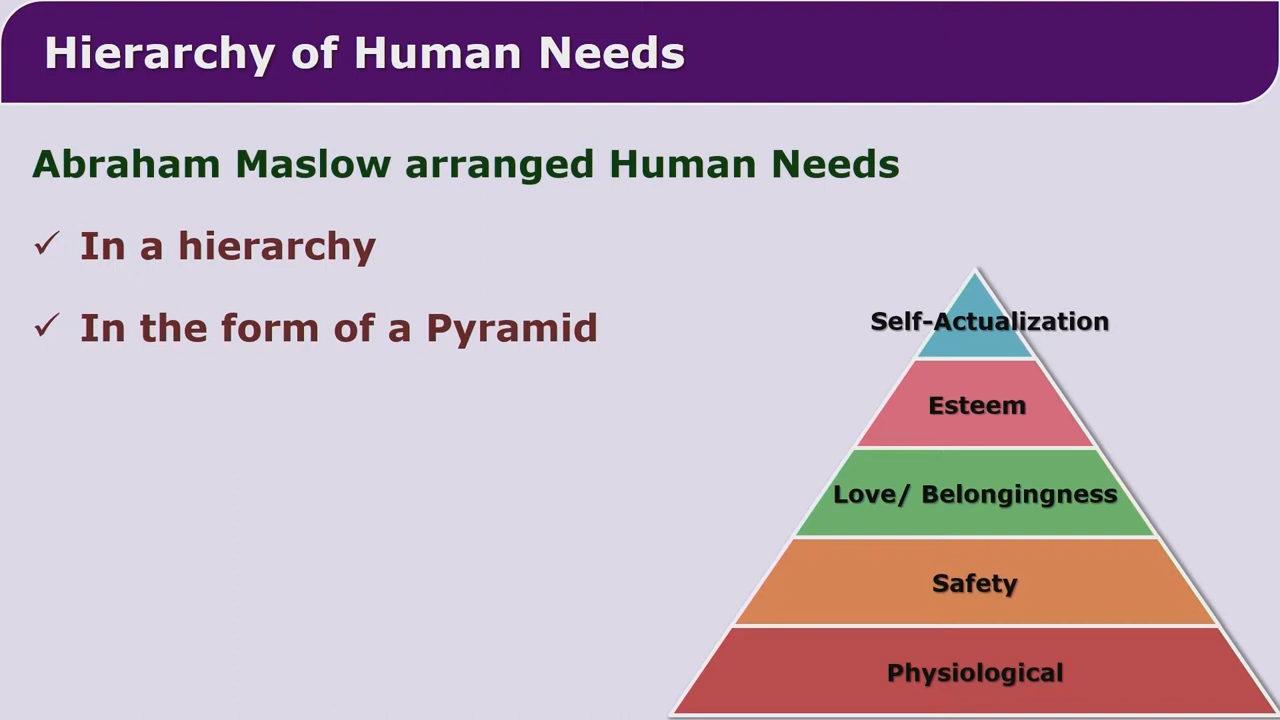 Hierarchy of Human Needs
Abraham Maslow arranged Human Needs
✓ In a hierarchy
✓ In the form of a Pyramid
Self-Actualization
Esteem
Love/ Belongingness
Safety
Physiological